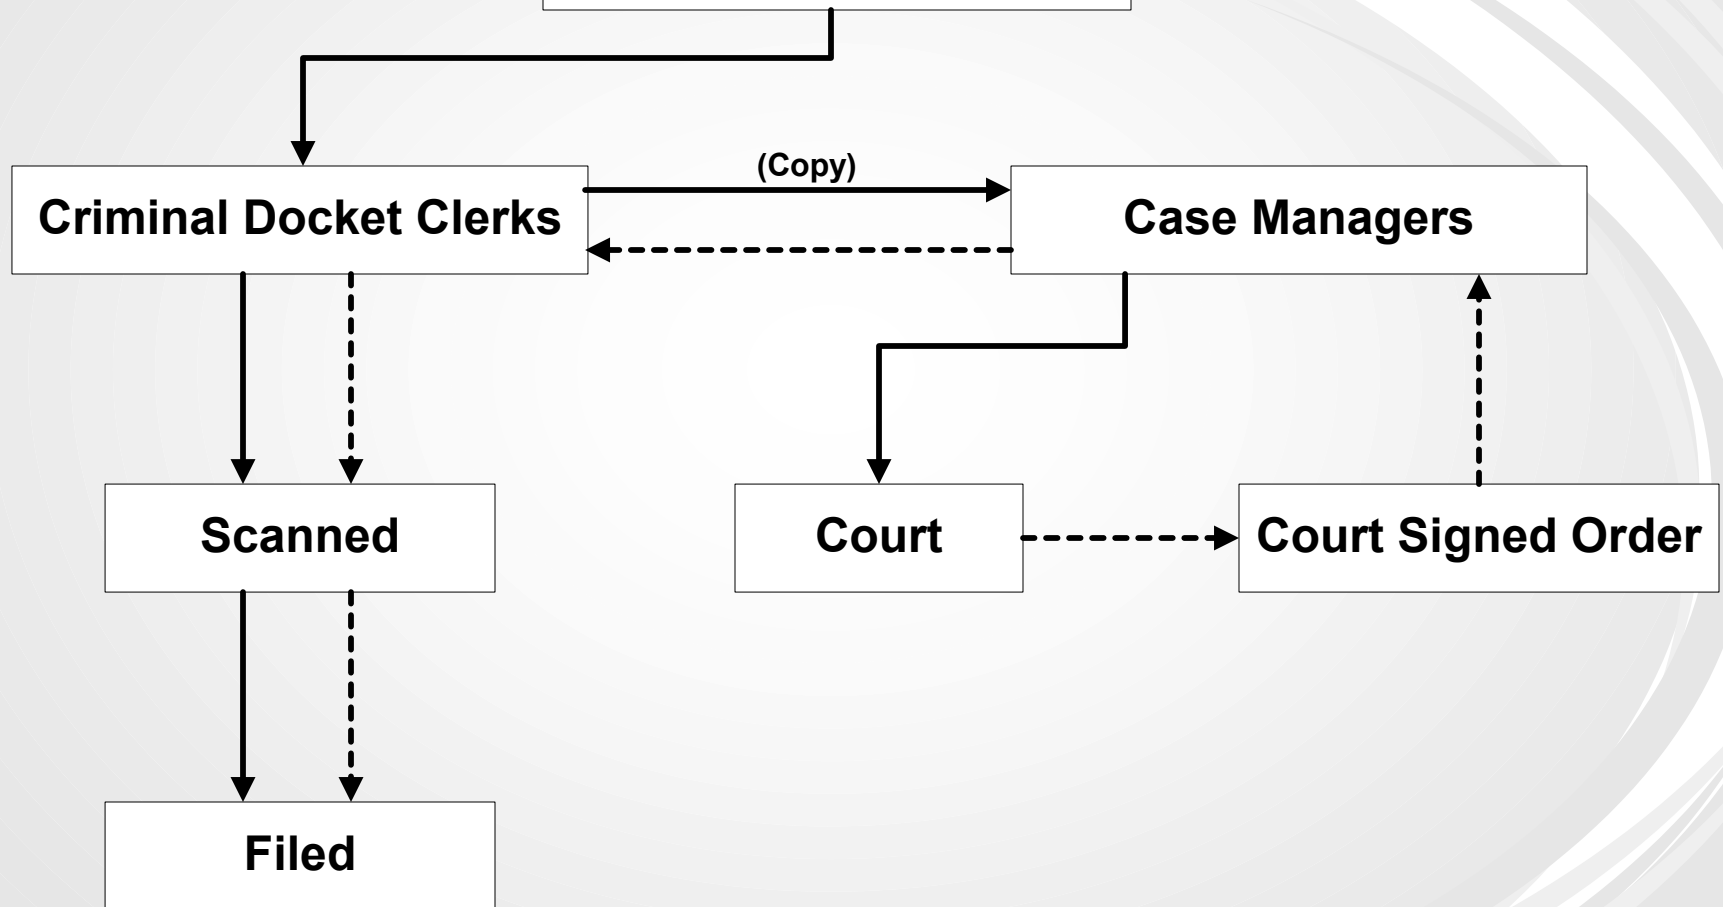 (Copy)
Criminal Docket Clerks
Case Managers
Scanned
Court
Court Signed Order
Filed